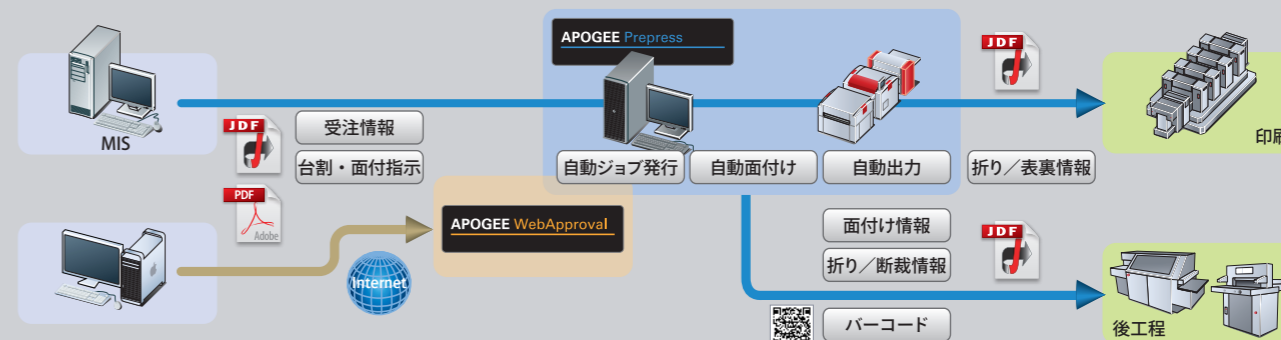 APOGEE Prepress
JDF
MIS
JDF
受注情報
台割・面付指示
自動ジョブ発行
自動面付け
自動出力
折り／表裏情報
印刷
PDF
Adobe
APOGEE WebApproval
Internet
面付け情報
折り／断裁情報
JDF
バーコード
後工程